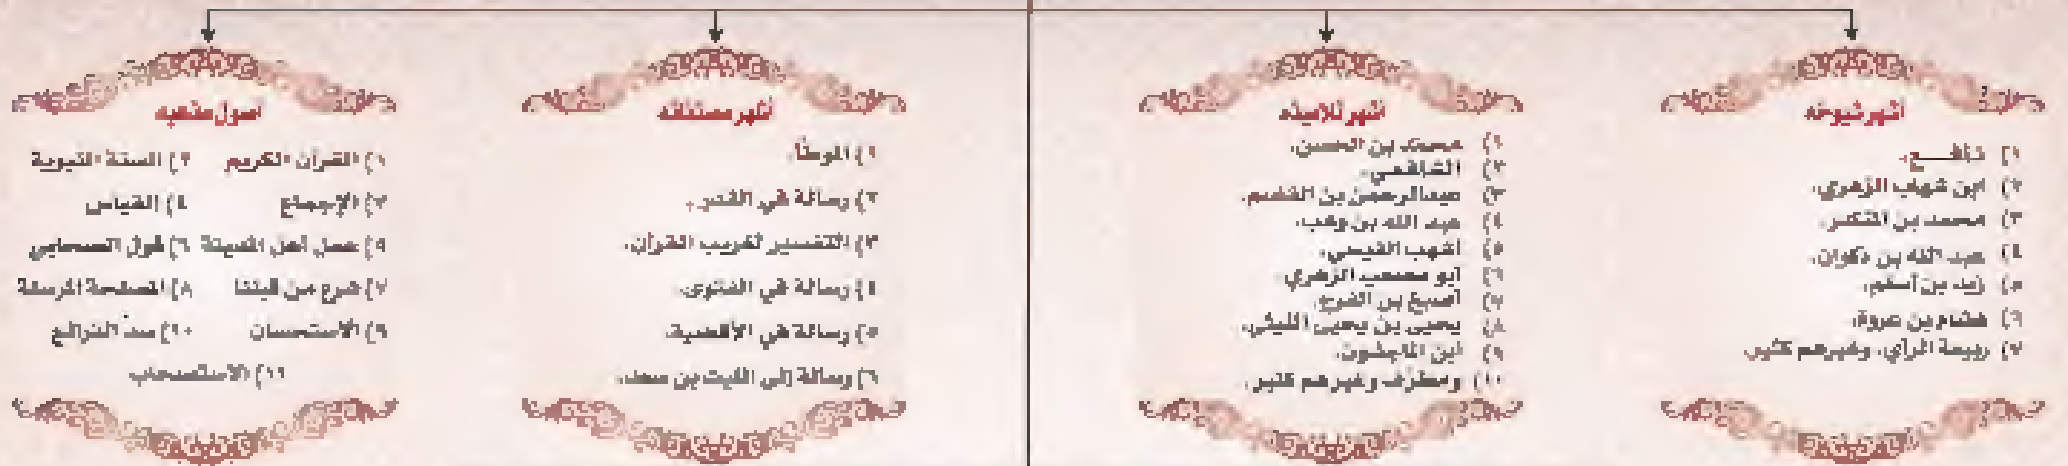 أشهر شيوخه
١) نافـــع.
٢) ابن شهاب الزهري.
٣) محمد بن المنكدر.
٤) عبد الله بن ذكوان.
٥) زيد بن أسلم.
٦) هشام بن عروة.
٧) ربيعة الرأي، وغيرهم كثير.
أشهر تلاميذه
١) محمد بن الحسن.
٢) الشافعي.
٣) عبدالرحمن بن القاسم.
٤) عبد الله بن وهب.
٥) أشهب القيسي.
٦) أبو مصعب الزهري.
٧) أصبغ بن الفرج.
٨) يحيى بن يحيى الليثي.
٩) ابن الماجشون.
١٠) ومطرف وغيرهم كثير.
أشهر مصنفاته
١) الموطأ.
٢) رسالة في القدر.
٣) التفسير لغريب القرآن.
٤) رسالة في الفتوى.
٥) رسالة في الأقضية.
٦) رسالة إلى الليث بن سعد.
أصول مذهبه
١) القرآن الكريم ٢) السنة النبوية
٣) الإجماع ٤) القياس
٥) عمل أهل المدينة ٦) قول الصحابي
٧) شرع من قبلنا ٨) المصلحة المرسلة
٩) الاستحسان ١٠) سد الذرائع
١١) الاستصحاب